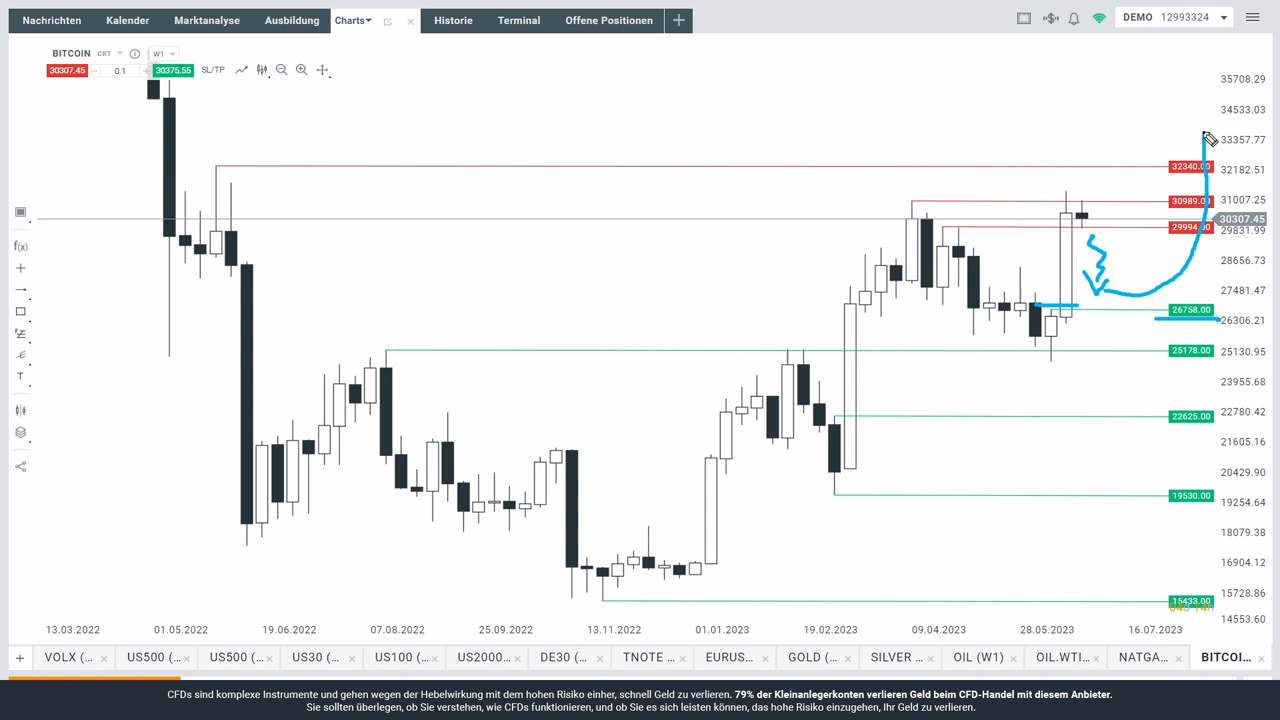 Nachrichten Kalender Marktanalyse Ausbildung Charts Historie Terminal Offene Positionen
DEMO 12993324
BITCOIN CRT W1
30307.45 0.1 30375.55 SL/TP
35708.29
34533.03
33357.77
32340.00
32182.51
30989.00
31007.25
30307.45
29994.00
29831.99
28656.73
27481.47
26758.00
26306.21
25178.00
25130.95
23955.68
22780.42
22625.00
21605.16
20429.90
19530.00
19254.64
18079.38
16904.12
15728.86
15433.00
14553.60
f(x)
T
13.03.2022 01.05.2022 19.06.2022 07.08.2022 25.09.2022 13.11.2022 01.01.2023 19.02.2023 09.04.2023 28.05.2023 16.07.2023
VOLX (... US500 (... US500 (... US30 (... US100 (... US2000... DE30 (... TNOTE ... EURUS... GOLD (... SILVER ... OIL (W1) OIL.WTI... NATGA... BITCOI...
CFDs sind komplexe Instrumente und gehen wegen der Hebelwirkung mit dem hohen Risiko einher, schnell Geld zu verlieren. 79% der Kleinanlegerkonten verlieren Geld beim CFD-Handel mit diesem Anbieter.
Sie sollten überlegen, ob Sie verstehen, wie CFDs funktionieren, und ob Sie es sich leisten können, das hohe Risiko einzugehen, Ihr Geld zu verlieren.